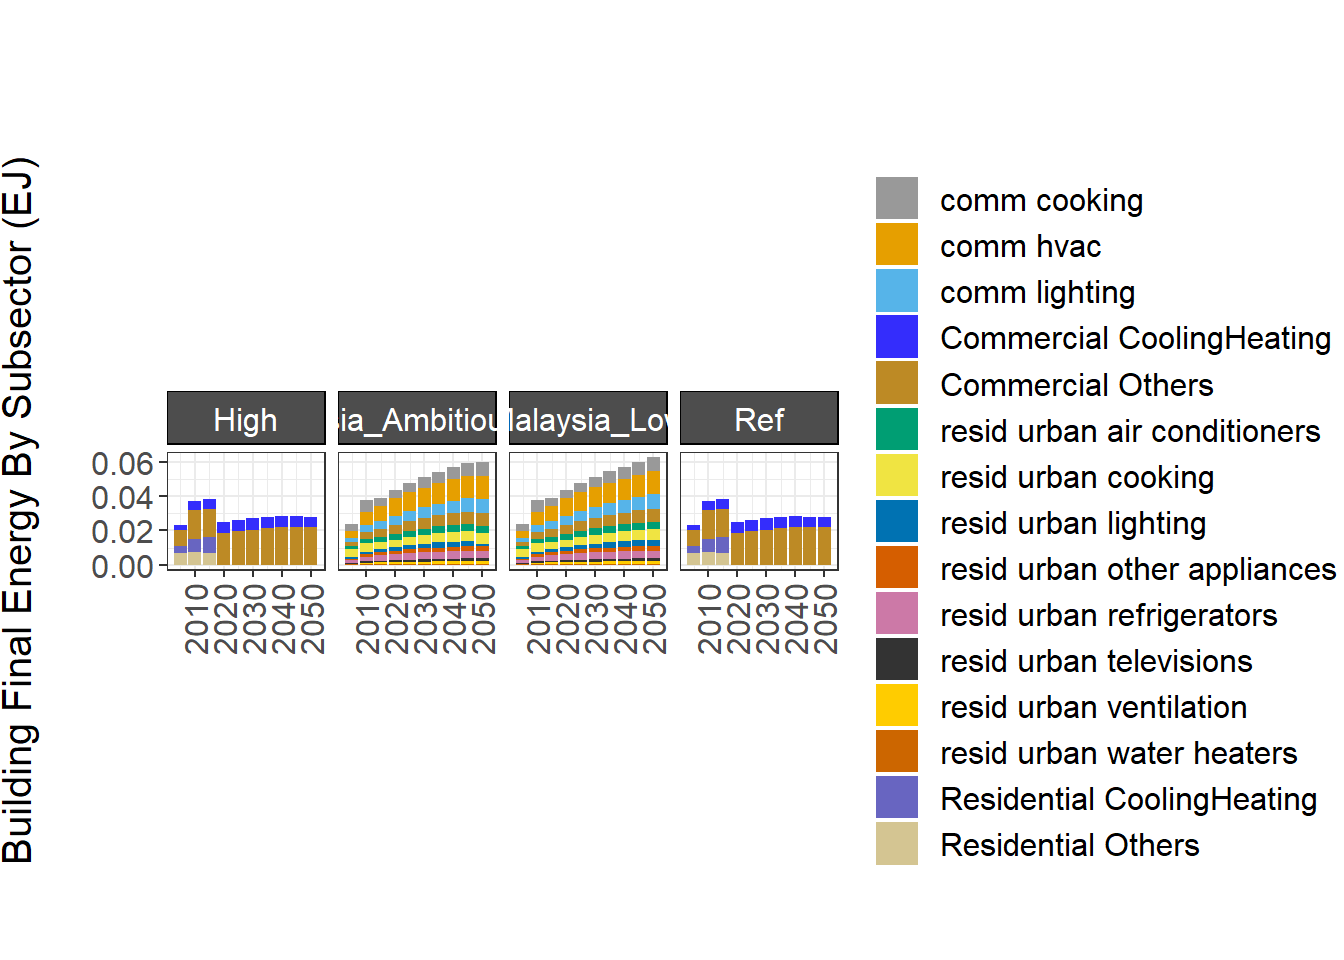 Building Final Energy By Subsector (EJ)
High
sia_Ambitiou
Malaysia_Low
Ref
0.06
0.04
0.02
0.00
2010 2020 2030 2040 2050
2010 2020 2030 2040 2050
2010 2020 2030 2040 2050
2010 2020 2030 2040 2050
comm cooking
comm hvac
comm lighting
Commercial CoolingHeating
Commercial Others
resid urban air conditioners
resid urban cooking
resid urban lighting
resid urban other appliances
resid urban refrigerators
resid urban televisions
resid urban ventilation
resid urban water heaters
Residential CoolingHeating
Residential Others